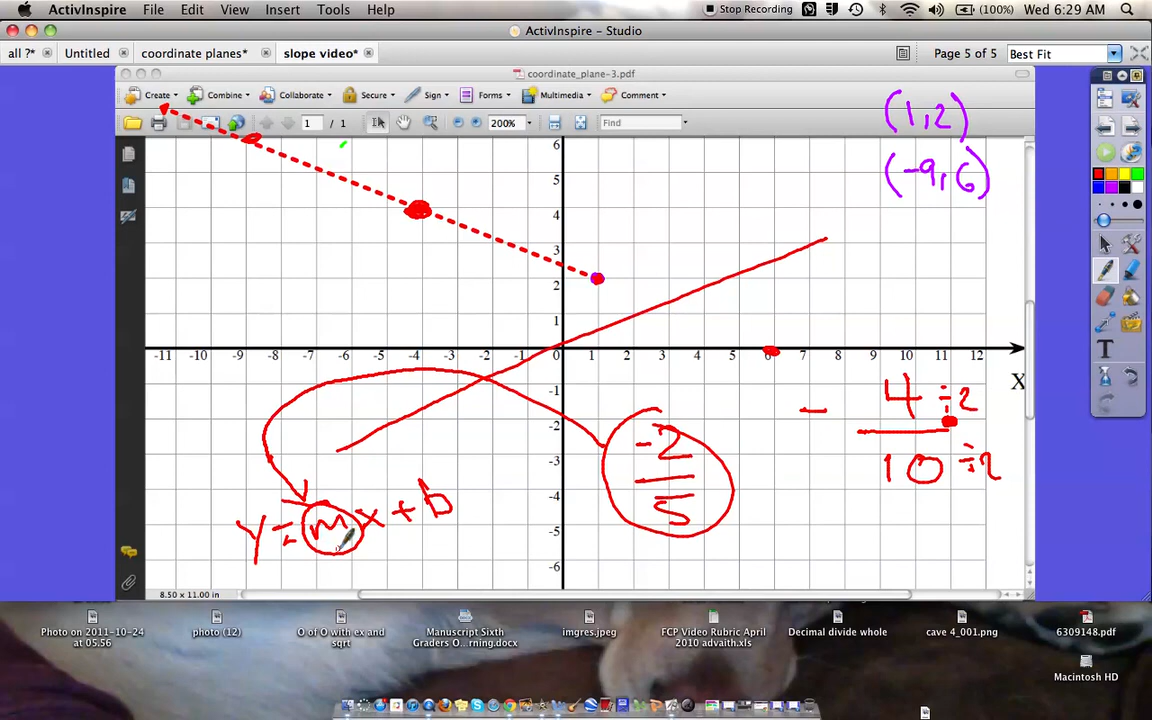 ActivInspire File Edit View Insert Tools Help Stop Recording (100%) Wed 6:29 AM
ActivInspire - Studio
all ?* Untitled coordinate planes* slope video* Page 5 of 5 Best Fit
coordinate_plane-3.pdf
Create Combine Collaborate Secure Sign Forms Multimedia Comment
1 / 1 200% Find
(1,2)
(-9,6)
6
5
4
3
2
1
-11 -10 -9 -8 -7 -6 -5 -4 -3 -2 -1 0 1 2 3 4 5 6 7 8 9 10 11 12
X
-1
-2
-3
-4
-5
-6
- 4 ÷2
10 ÷2
-2
5
y = mx + b
T
8.50 x 11.00 in
Photo on 2011-10-24 at 05.56
photo (12)
O of O with ex and sqrt
Manuscript Sixth Graders O...rning.docx
imgres.jpeg
FCP Video Rubric April 2010 advaith.xls
Decimal divide whole
cave 4_001.png
6309148.pdf
Macintosh HD